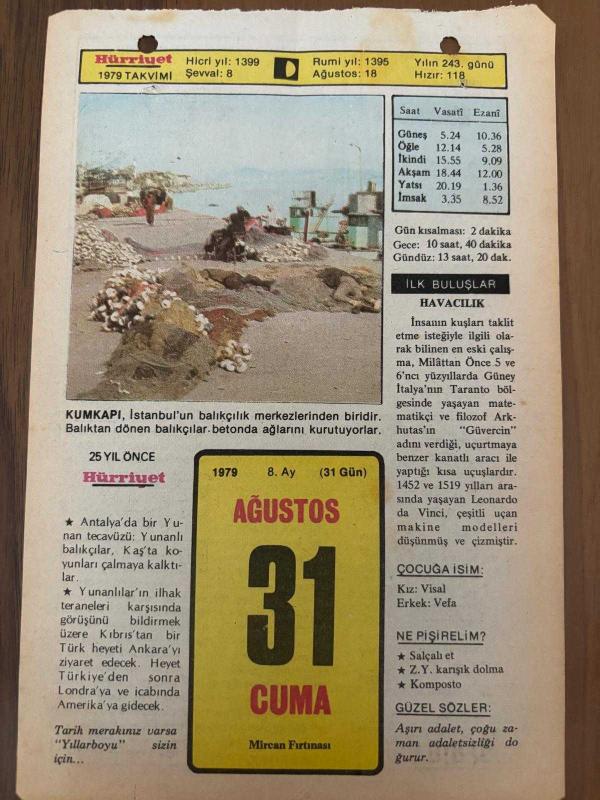 Hürriyet
1979 TAKVİMİ
Hicri yıl: 1399
Şevval: 8
Rumi yıl: 1395
Ağustos: 18
Yılın 243. günü
Hızır: 118
Saat Vasatî Ezanî
Güneş 5.24 10.36
Öğle 12.14 5.28
İkindi 15.55 9.09
Akşam 18.44 12.00
Yatsı 20.19 1.36
İmsak 3.35 8.52
Gün kısalması: 2 dakika
Gece: 10 saat, 40 dakika
Gündüz: 13 saat, 20 dak.
KUMKAPI, İstanbul'un balıkçılık merkezlerinden biridir.
Balıktan dönen balıkçılar betonda ağlarını kurutuyorlar.
İLK BULUŞLAR
HAVACILIK
İnsanın kuşları taklit
etme isteğiyle ilgili ola-
rak bilinen en eski çalış-
ma, Milâttan Önce 5 ve
6'ncı yüzyıllarda Güney
İtalya'nın Taranto böl-
gesinde yaşayan mate-
matikçi ve filozof Ark-
hutas'ın "Güvercin"
adını verdiği, uçurtmaya
benzer kanatlı aracı ile
yaptığı kısa uçuşlardır.
1452 ve 1519 yılları ara-
sında yaşayan Leonardo
da Vinci, çeşitli uçan
makine modelleri
düşünmüş ve çizmiştir.
ÇOCUĞA İSİM:
Kız: Visal
Erkek: Vefa
NE PİŞİRELİM?
★ Salçalı et
★ Z.Y. karışık dolma
★ Komposto
GÜZEL SÖZLER:
Aşırı adalet, çoğu za-
man adaletsizliği do
ğurur.
25 YIL ÖNCE
Hürriyet
★ Antalya'da bir Yu-
nan tecavüzü: Yunanlı
balıkçılar, Kaş'ta ko-
yunları çalmaya kalktı-
lar.
★ Yunanlılar'ın ilhak
teraneleri karşısında
görüşünü bildirmek
üzere Kıbrıs'tan bir
Türk heyeti Ankara'yı
ziyaret edecek. Heyet
Türkiye'den sonra
Londra'ya ve icabında
Amerika'ya gidecek.
Tarih merakınız varsa
"Yıllarboyu" sizin
için...
1979 8. Ay (31 Gün)
AĞUSTOS
31
CUMA
Mircan Fırtınası